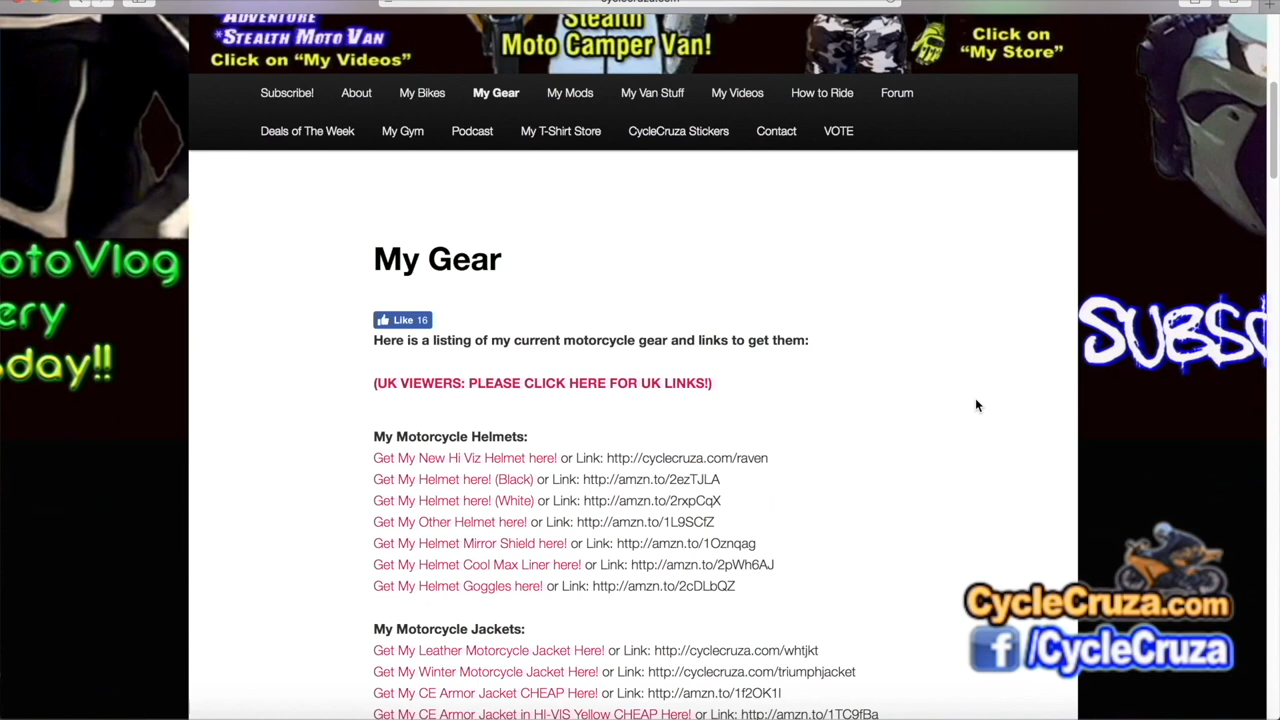 cyclecruza.com
ADVENTURE
*STEALTH MOTO VAN
Click on "My Videos"
Stealth
Moto Camper Van!
Click on
"My Store"
Subscribe! About My Bikes My Gear My Mods My Van Stuff My Videos How to Ride Forum
Deals of The Week My Gym Podcast My T-Shirt Store CycleCruza Stickers Contact VOTE
My Gear
Like 16
Here is a listing of my current motorcycle gear and links to get them:
(UK VIEWERS: PLEASE CLICK HERE FOR UK LINKS!)
My Motorcycle Helmets:
Get My New Hi Viz Helmet here! or Link: http://cyclecruza.com/raven
Get My Helmet here! (Black) or Link: http://amzn.to/2ezTJLA
Get My Helmet here! (White) or Link: http://amzn.to/2rxpCqX
Get My Other Helmet here! or Link: http://amzn.to/1L9SCfZ
Get My Helmet Mirror Shield here! or Link: http://amzn.to/1Oznqag
Get My Helmet Cool Max Liner here! or Link: http://amzn.to/2pWh6AJ
Get My Helmet Goggles here! or Link: http://amzn.to/2cDLbQZ
My Motorcycle Jackets:
Get My Leather Motorcycle Jacket Here! or Link: http://cyclecruza.com/whtjkt
Get My Winter Motorcycle Jacket Here! or Link: http://cyclecruza.com/triumphjacket
Get My CE Armor Jacket CHEAP Here! or Link: http://amzn.to/1f2OK1I
Get My CE Armor Jacket in HI-VIS Yellow CHEAP Here! or Link: http://amzn.to/1TC9fBa
otoVlog
ery
day!!
SUBSC
CycleCruza.com
f /CycleCruza